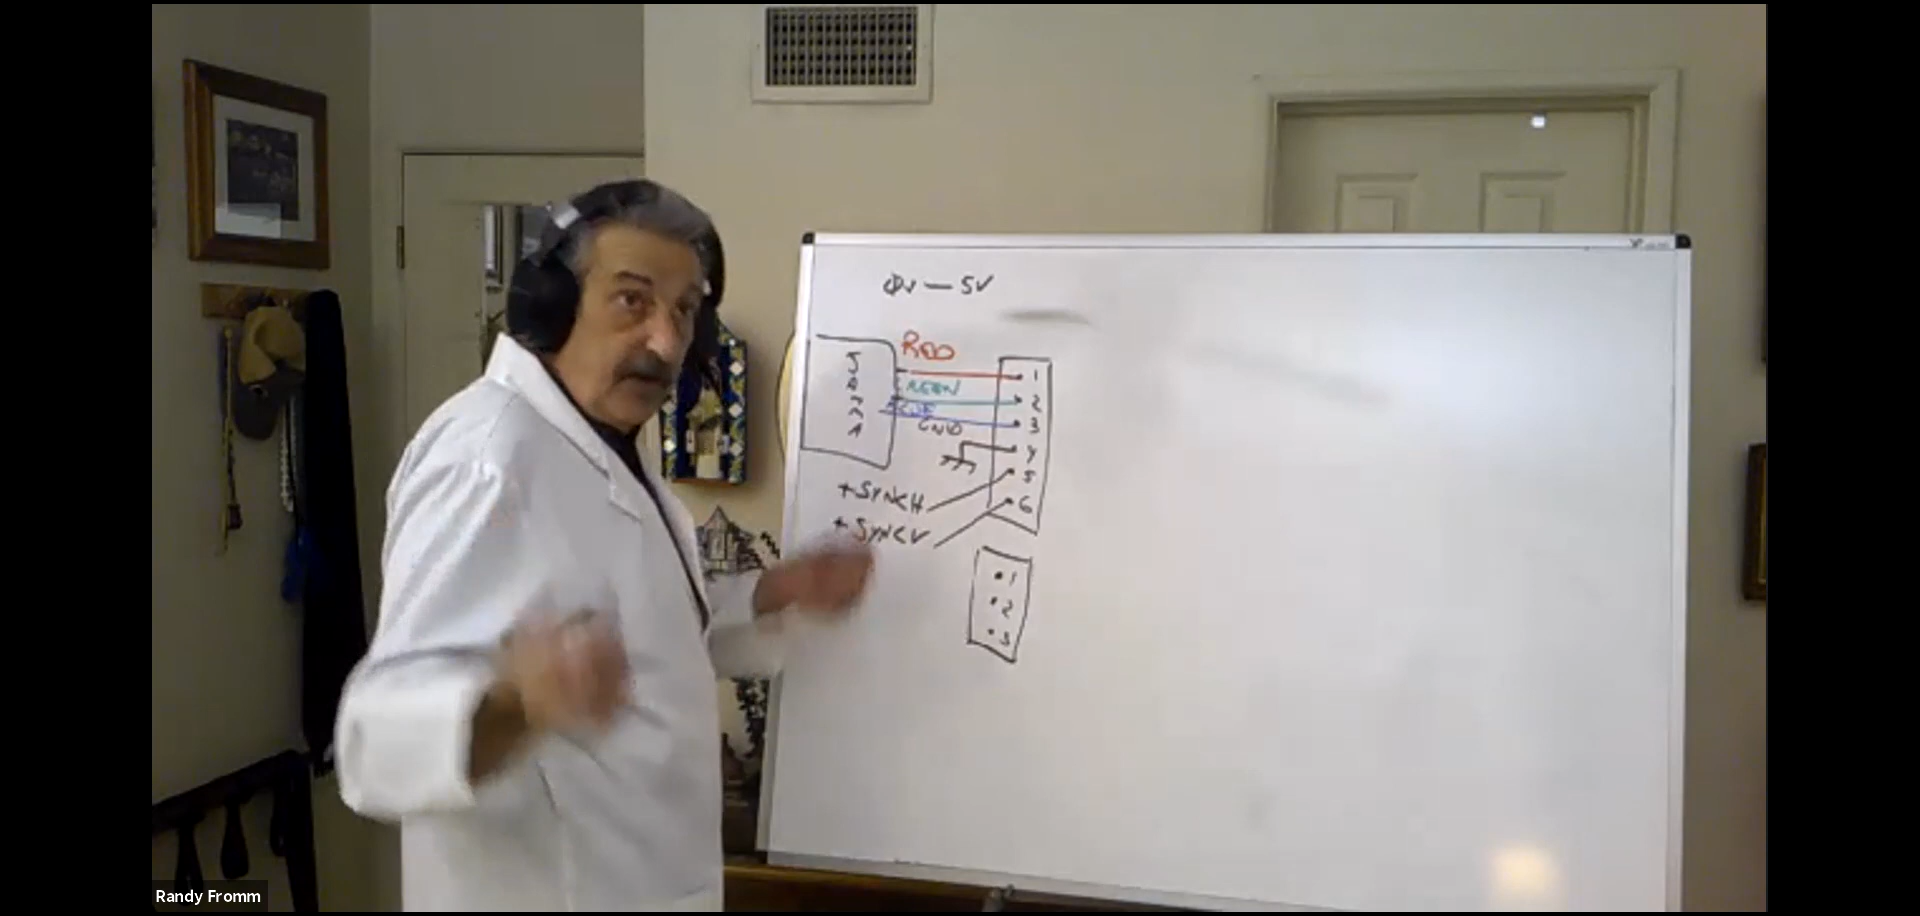 0V — 5V
RED
GREEN
BLUE
GND
+SYNCH
+SYNCV
1
2
3
4
5
6
1
2
3
Randy Fromm